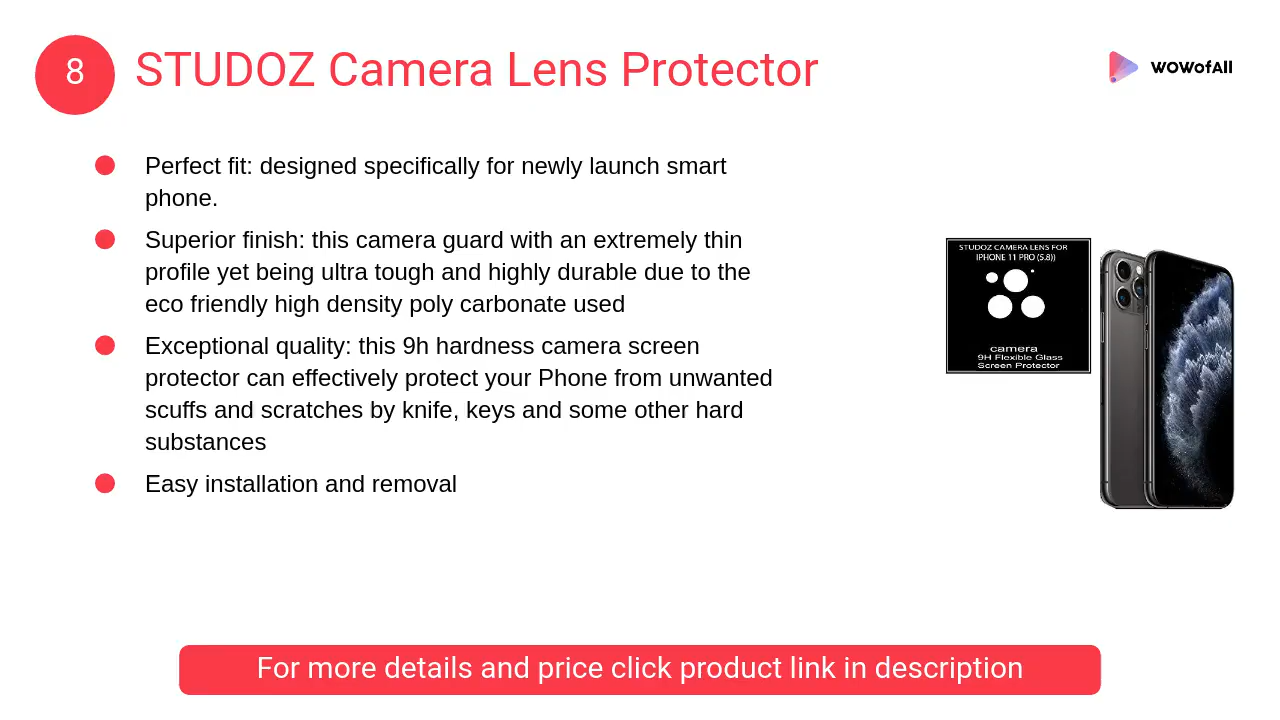 8
STUDOZ Camera Lens Protector
WOWofAll
Perfect fit: designed specifically for newly launch smart
phone.
Superior finish: this camera guard with an extremely thin
profile yet being ultra tough and highly durable due to the
eco friendly high density poly carbonate used
Exceptional quality: this 9h hardness camera screen
protector can effectively protect your Phone from unwanted
scuffs and scratches by knife, keys and some other hard
substances
Easy installation and removal
STUDOZ CAMERA LENS FOR
IPHONE 11 PRO (5.8))
camera
9H Flexible Glass
Screen Protector
For more details and price click product link in description